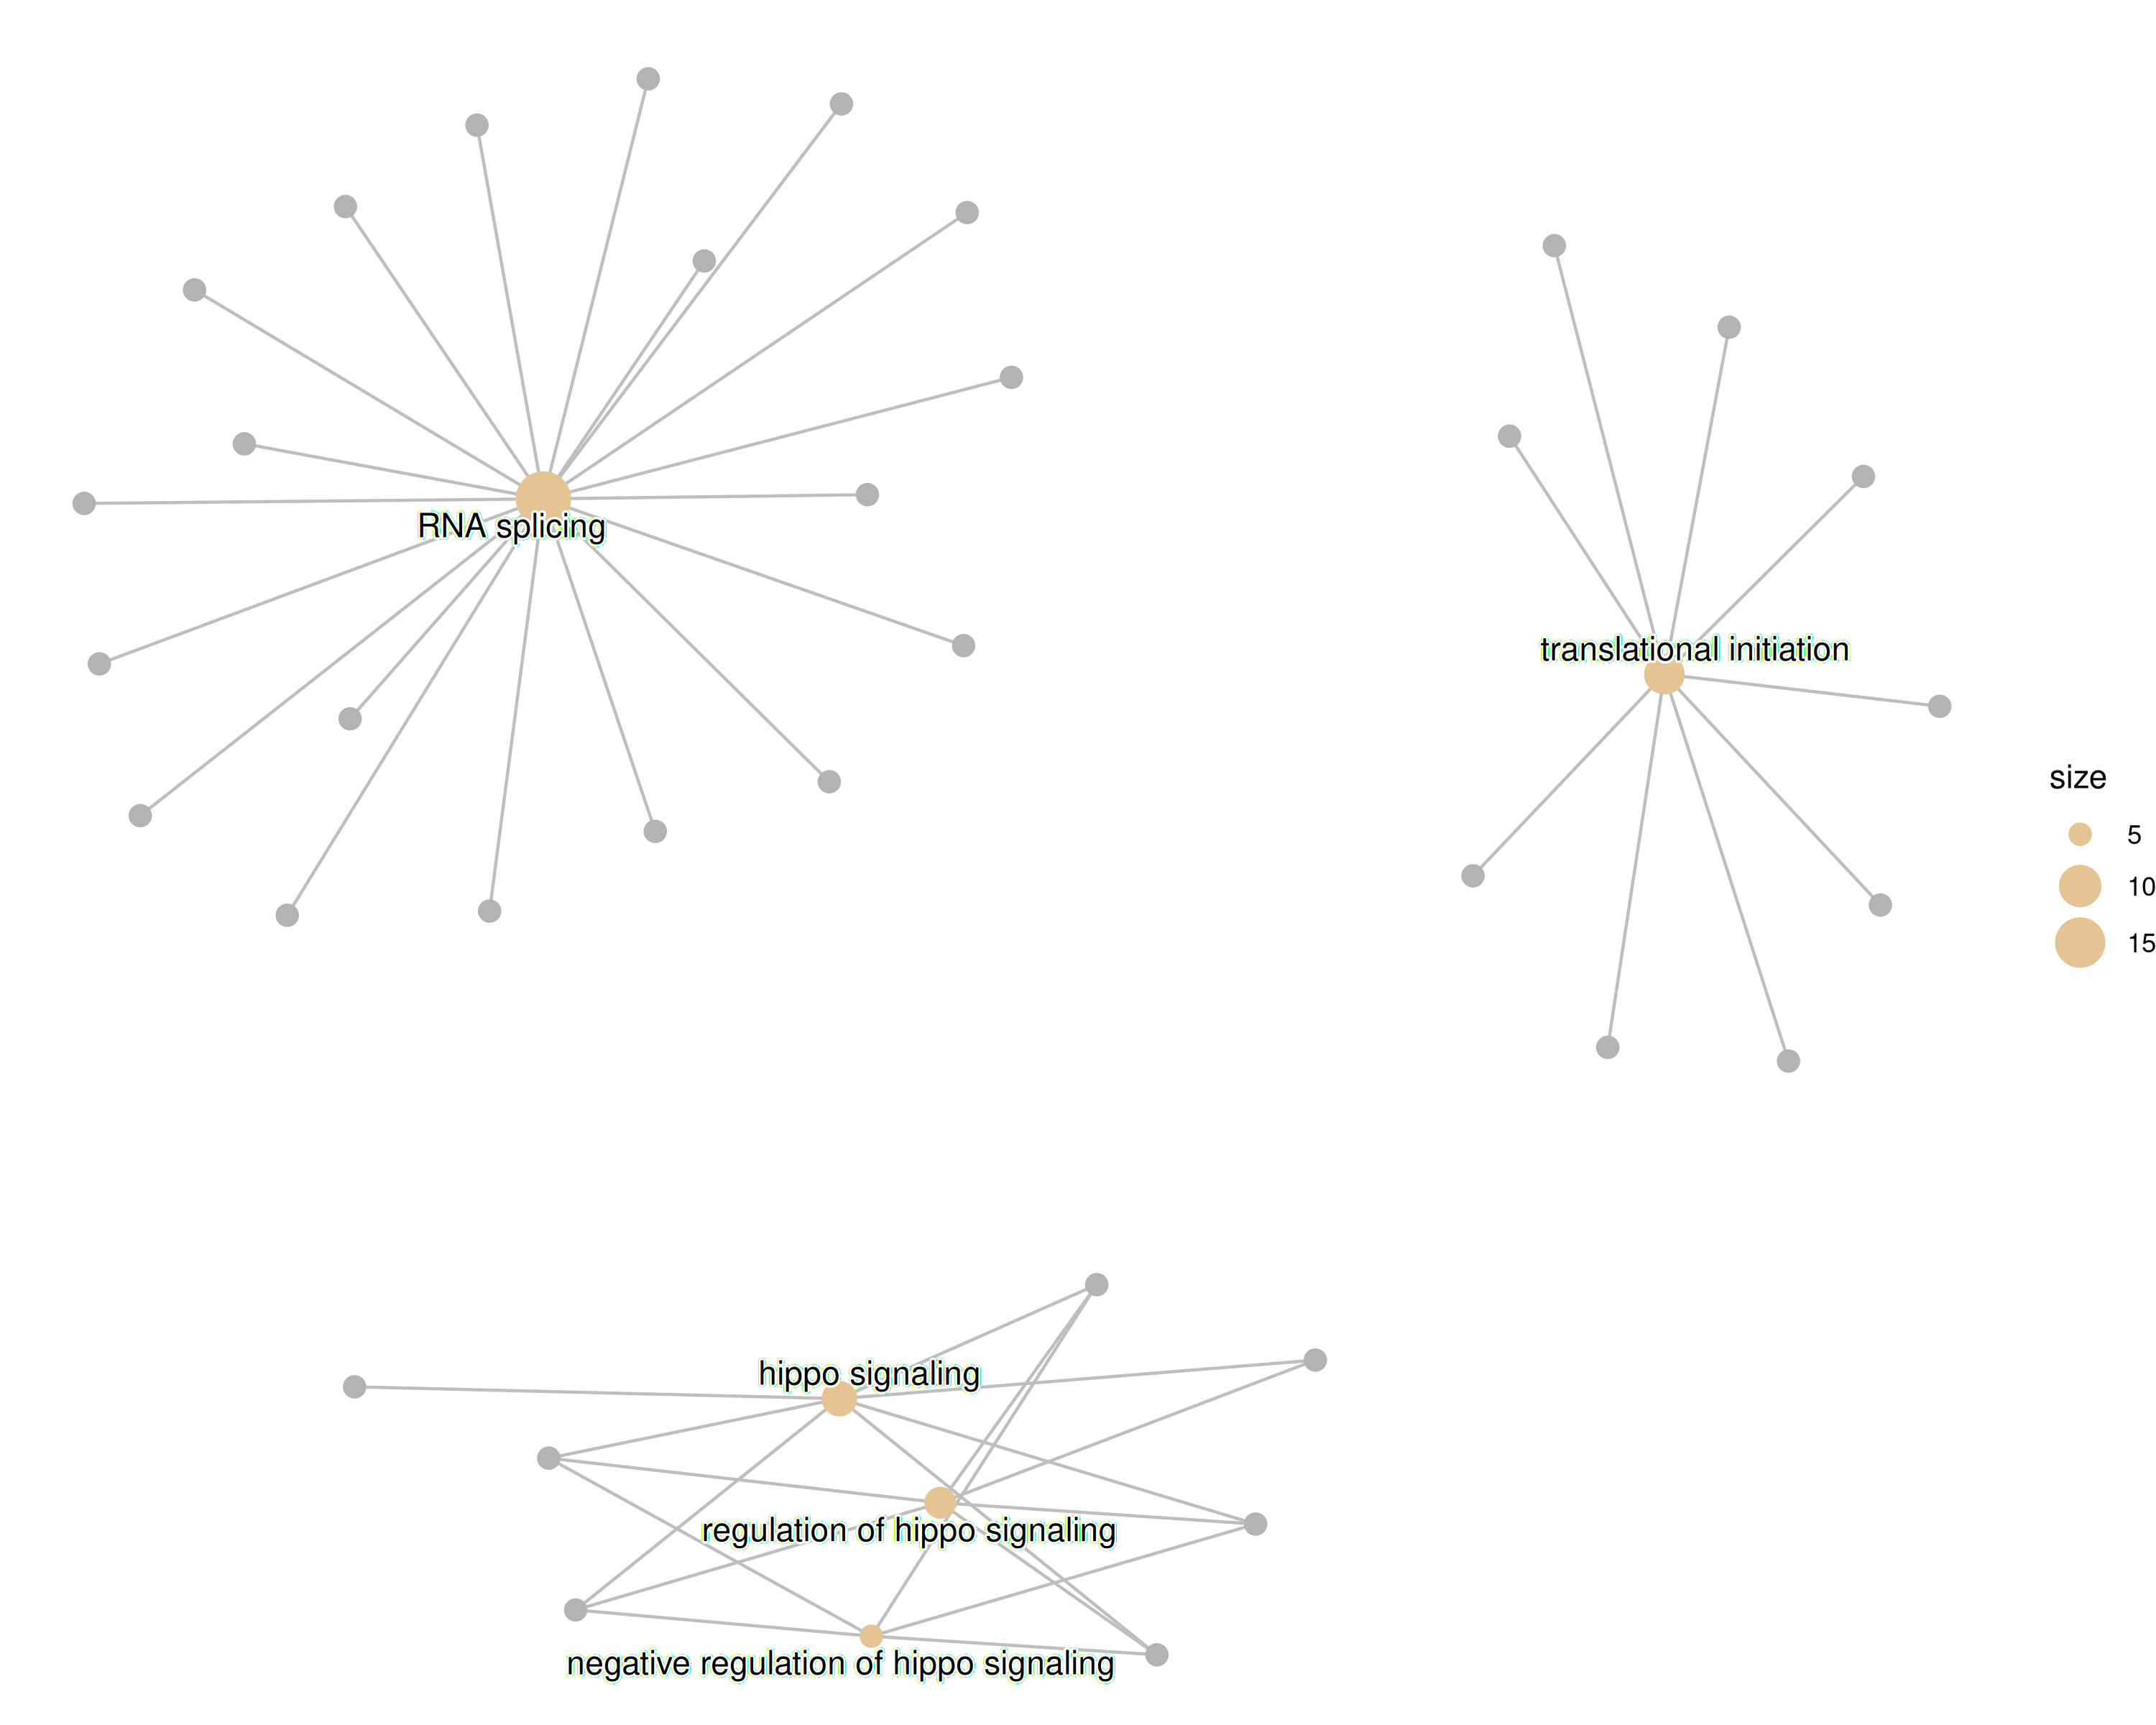 RNA splicing
translational initiation
size
5
10
15
hippo signaling
regulation of hippo signaling
negative regulation of hippo signaling